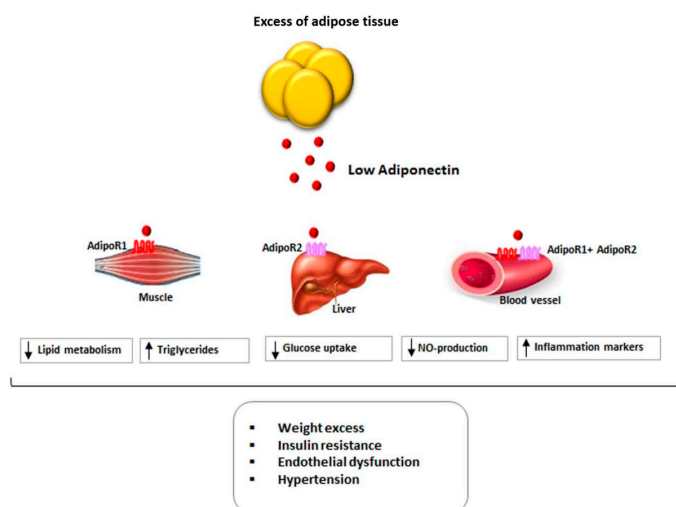 Excess of adipose tissue
Low Adiponectin
AdipoR1
Muscle
AdipoR2
Liver
AdipoR1+ AdipoR2
Blood vessel
↓ Lipid metabolism
↑ Triglycerides
↓ Glucose uptake
↓ NO-production
↑ Inflammation markers
▪ Weight excess
▪ Insulin resistance
▪ Endothelial dysfunction
▪ Hypertension